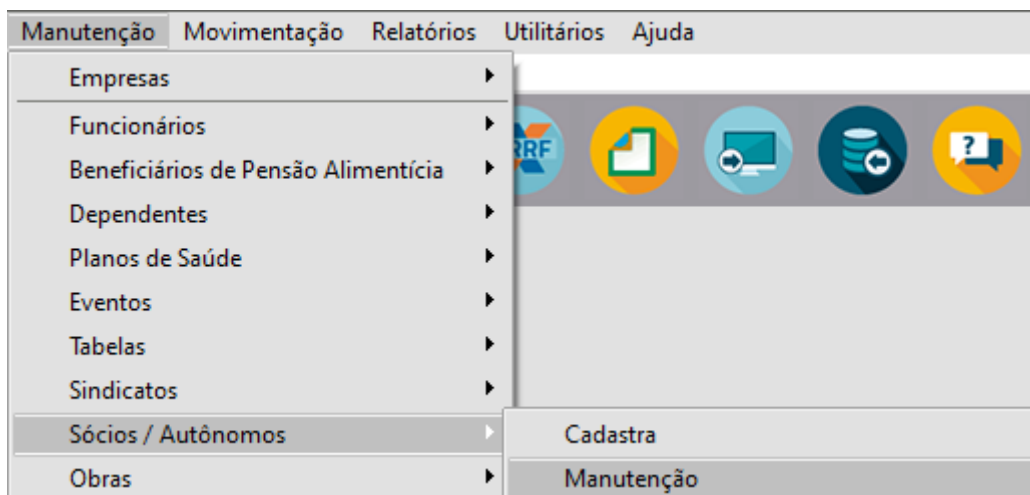 Manutenção Movimentação Relatórios Utilitários Ajuda
Empresas
Funcionários
Beneficiários de Pensão Alimentícia
Dependentes
Planos de Saúde
Eventos
Tabelas
Sindicatos
Sócios / Autônomos
Obras
Cadastra
Manutenção
RRF
?